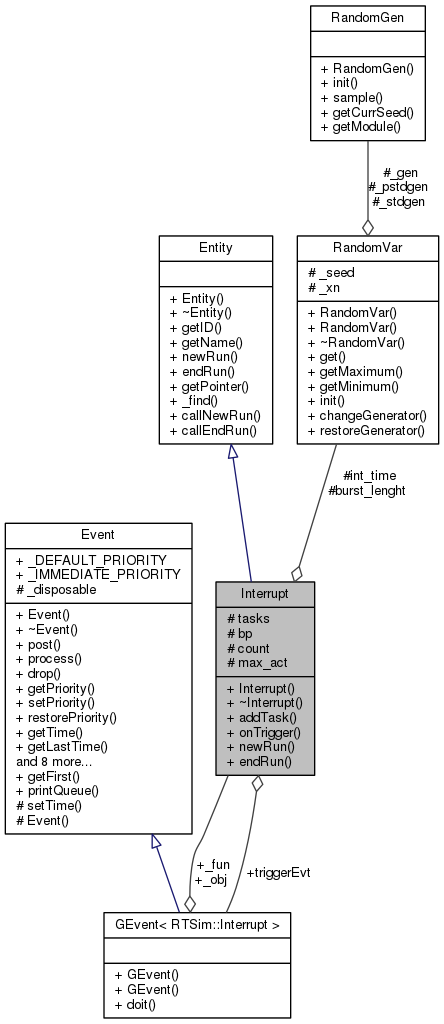 RandomGen
+ RandomGen()
+ init()
+ sample()
+ getCurrSeed()
+ getModule()
#_gen
#_pstdgen
#_stdgen
RandomVar
# _seed
# _xn
+ RandomVar()
+ RandomVar()
+ ~RandomVar()
+ get()
+ getMaximum()
+ getMinimum()
+ init()
+ changeGenerator()
+ restoreGenerator()
Entity
+ Entity()
+ ~Entity()
+ getID()
+ getName()
+ newRun()
+ endRun()
+ getPointer()
+ _find()
+ callNewRun()
+ callEndRun()
#int_time
#burst_lenght
Event
+ _DEFAULT_PRIORITY
+ _IMMEDIATE_PRIORITY
# _disposable
+ Event()
+ ~Event()
+ post()
+ process()
+ drop()
+ getPriority()
+ setPriority()
+ restorePriority()
+ getTime()
+ getLastTime()
and 8 more...
+ getFirst()
+ printQueue()
# setTime()
# Event()
Interrupt
# tasks
# bp
# count
# max_act
+ Interrupt()
+ ~Interrupt()
+ addTask()
+ onTrigger()
+ newRun()
+ endRun()
+_fun
+_obj
+triggerEvt
GEvent< RTSim::Interrupt >
+ GEvent()
+ GEvent()
+ doit()